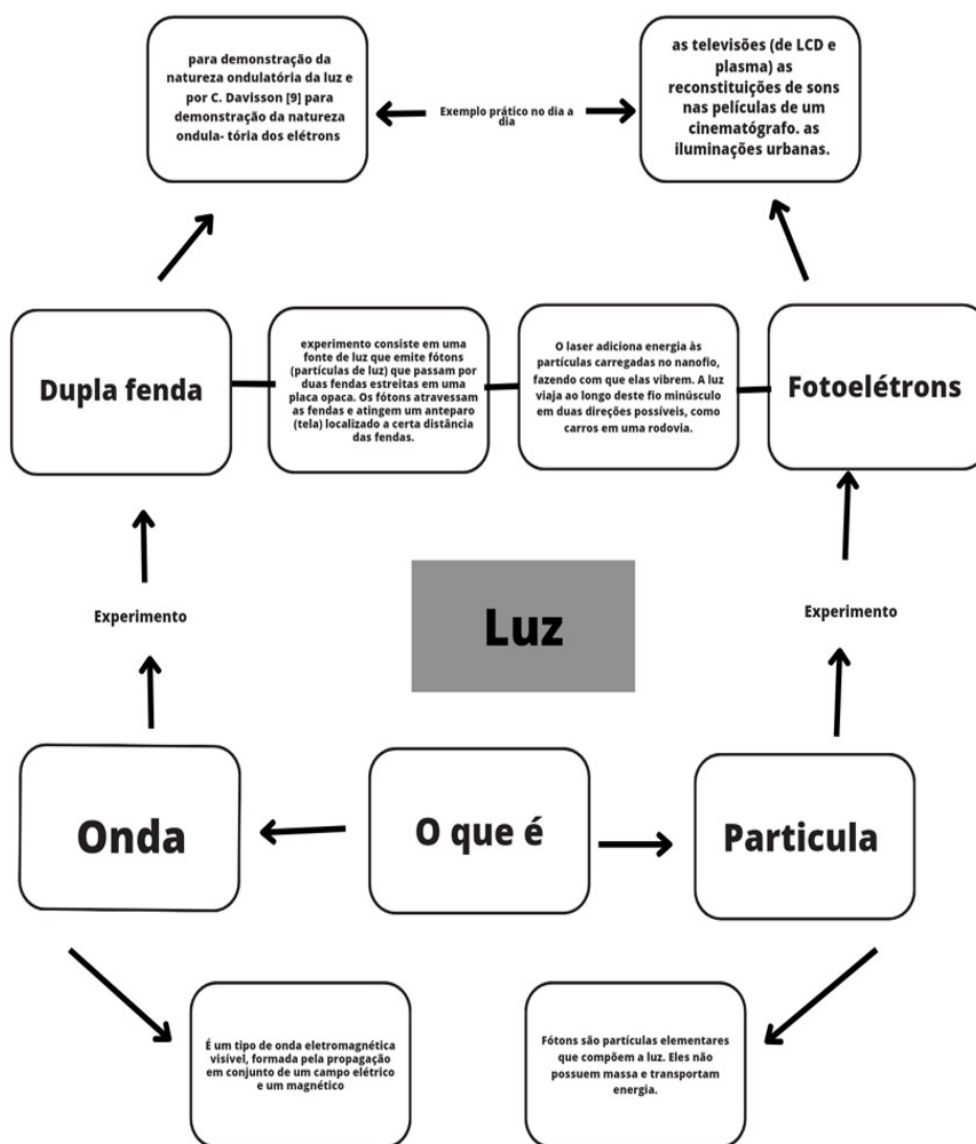 para demonstração da
natureza ondulatória da luz e
por C. Davisson [9] para
demonstração da natureza
ondula- tória dos elétrons
Exemplo prático no dia a
dia
as televisões (de LCD e
plasma) as
reconstituições de sons
nas películas de um
cinematógrafo. as
iluminações urbanas.
Dupla fenda
experimento consiste em uma
fonte de luz que emite fótons
(partículas de luz) que passam por
duas fendas estreitas em uma
placa opaca. Os fótons atravessam
as fendas e atingem um anteparo
(tela) localizado a certa distância
das fendas.
O laser adiciona energia às
partículas carregadas no nanofio,
fazendo com que elas vibrem. A luz
viaja ao longo deste fio minúsculo
em duas direções possíveis, como
carros em uma rodovia.
Fotoelétrons
Experimento
Luz
Experimento
Onda
O que é
Particula
É um tipo de onda eletromagnética
visível, formada pela propagação
em conjunto de um campo elétrico
e um magnético
Fótons são partículas elementares
que compõem a luz. Eles não
possuem massa e transportam
energia.